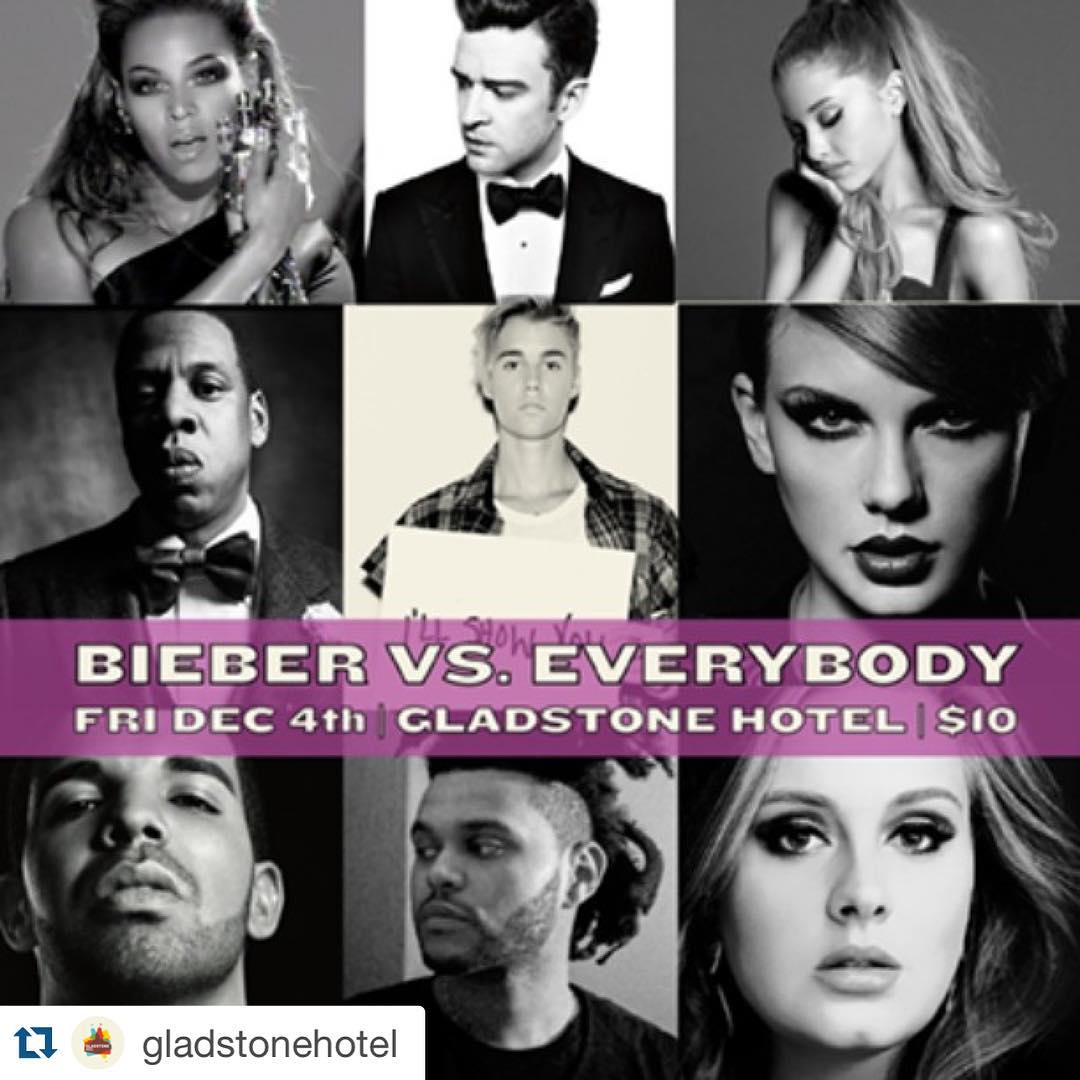 I'LL SHOW YOU
BIEBER VS. EVERYBODY
FRI DEC 4th | GLADSTONE HOTEL | $10
gladstonehotel